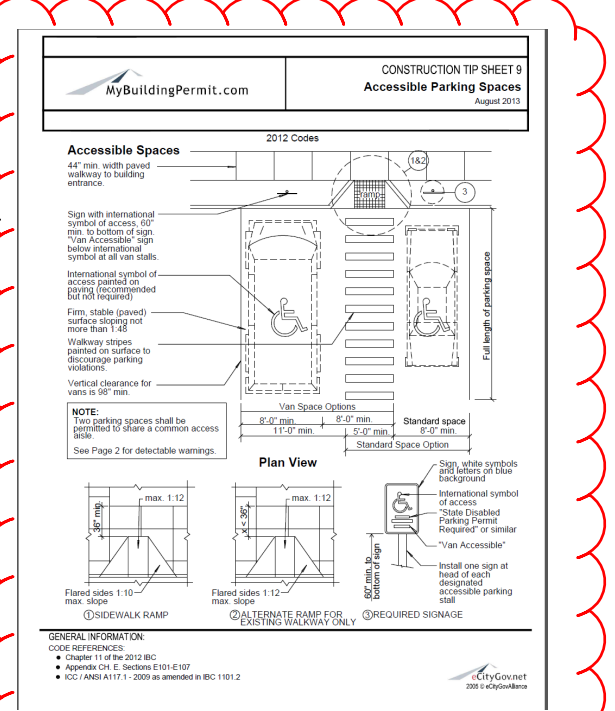 MyBuildingPermit.com
CONSTRUCTION TIP SHEET 9
Accessible Parking Spaces
August 2013
2012 Codes
Accessible Spaces
44" min. width paved
walkway to building
entrance.
1&2
ramp
3
Sign with international
symbol of access, 60"
min. to bottom of sign.
"Van Accessible" sign
below international
symbol at all van stalls.
International symbol of
access painted on
paving (recommended
but not required)
Firm, stable (paved)
surface sloping not
more than 1:48
Walkway stripes
painted on surface to
discourage parking
violations.
Vertical clearance for
vans is 98" min.
Full length of parking space
NOTE:
Two parking spaces shall be
permitted to share a common access
aisle.
See Page 2 for detectable warnings.
Van Space Options
8'-0" min.
8'-0" min.
Standard space
11'-0" min.
5'-0" min.
8'-0" min.
Standard Space Option
Plan View
36" min.
max. 1:12
Flared sides 1:10
max. slope
1 SIDEWALK RAMP
x < 36"
max. 1:12
Flared sides 1:12
max. slope
2 ALTERNATE RAMP FOR
EXISTING WALKWAY ONLY
Sign, white symbols
and letters on blue
background
International symbol
of access
"State Disabled
Parking Permit
Required" or similar
"Van Accessible"
Install one sign at
head of each
designated
accessible parking
stall
60" min. to
bottom of sign
3 REQUIRED SIGNAGE
GENERAL INFORMATION:
CODE REFERENCES:
● Chapter 11 of the 2012 IBC
● Appendix CH. E. Sections E101-E107
● ICC / ANSI A117.1 - 2009 as amended in IBC 1101.2
eCityGov.net
2005 © eCityGovAlliance